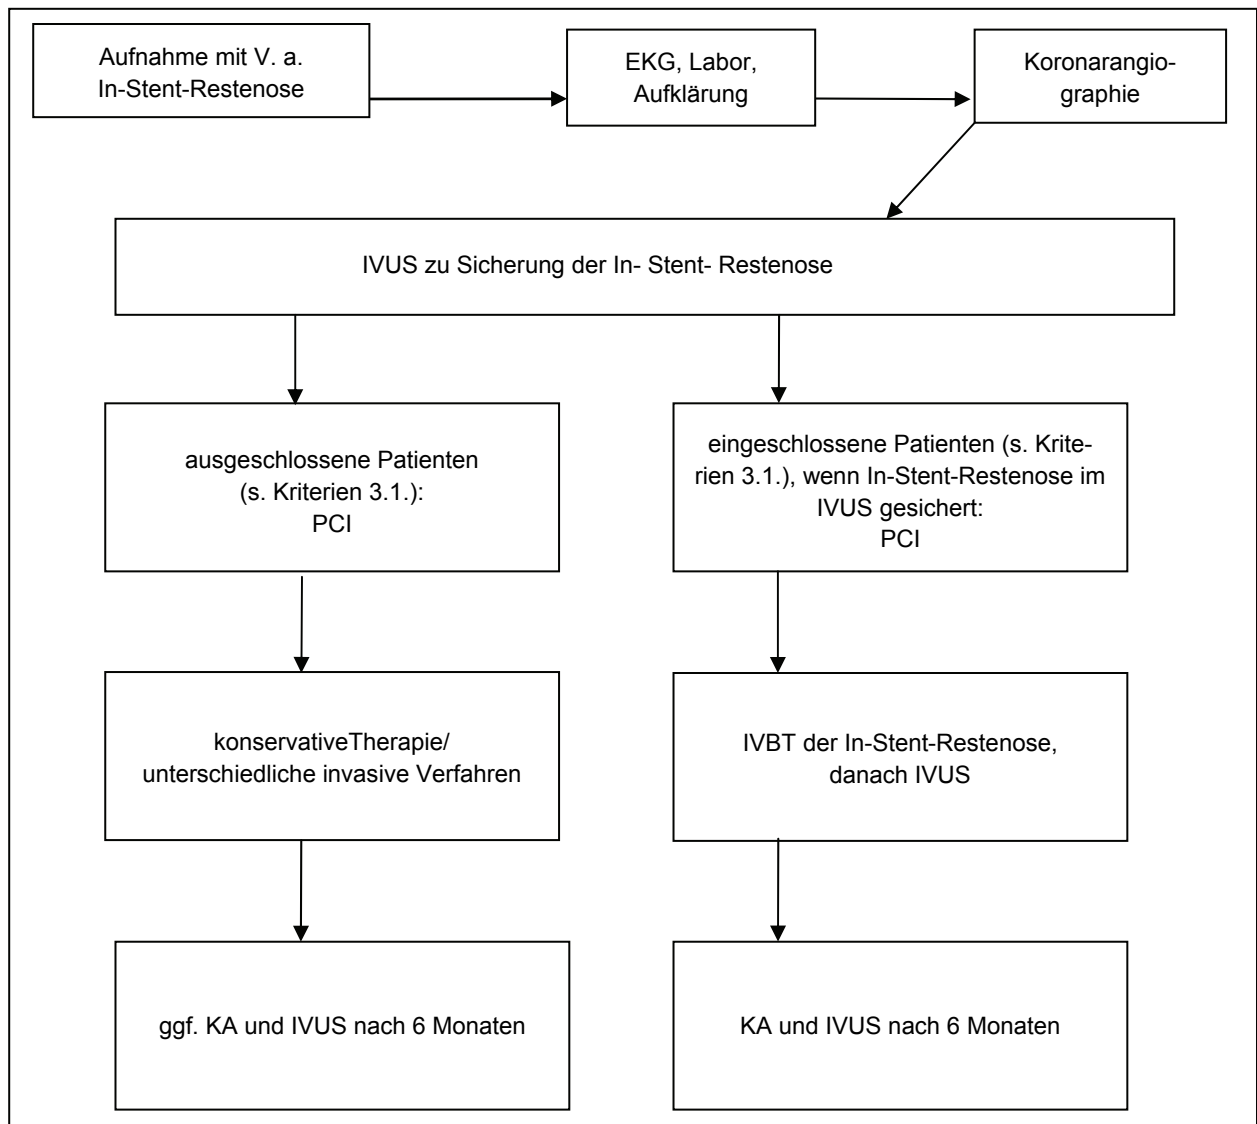 Aufnahme mit V. a.
In-Stent-Restenose
EKG, Labor,
Aufklärung
Koronarangio-
graphie
IVUS zu Sicherung der In- Stent- Restenose
ausgeschlossene Patienten
(s. Kriterien 3.1.):
PCI
eingeschlossene Patienten (s. Krite-
rien 3.1.), wenn In-Stent-Restenose im
IVUS gesichert:
PCI
konservativeTherapie/
unterschiedliche invasive Verfahren
IVBT der In-Stent-Restenose,
danach IVUS
ggf. KA und IVUS nach 6 Monaten
KA und IVUS nach 6 Monaten